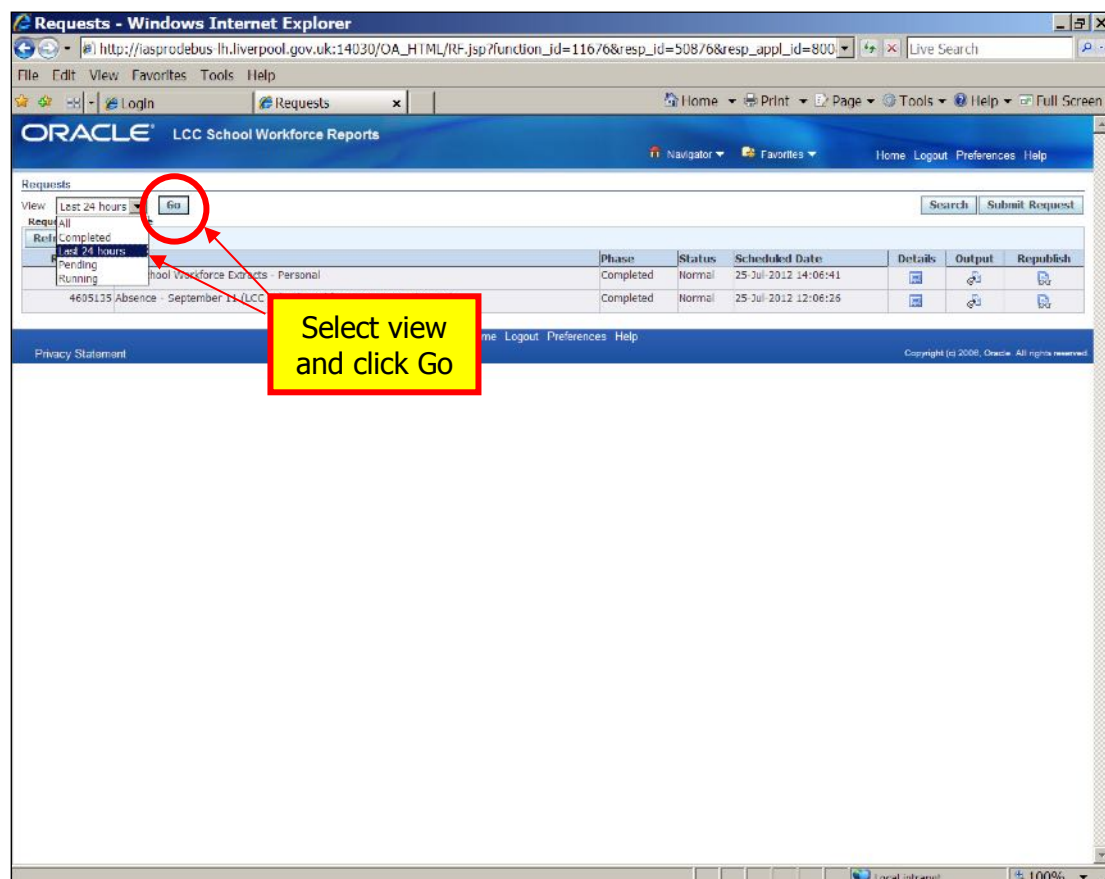 Requests - Windows Internet Explorer
http://iasprodebus-lh.liverpool.gov.uk:14030/OA_HTML/RF.jsp?function_id=11676&resp_id=50876&resp_appl_id=800 Live Search
File Edit View Favorites Tools Help
Login Requests Home Print Page Tools Help Full Screen
ORACLE LCC School Workforce Reports
Navigator Favorites Home Logout Preferences Help
Requests
View Last 24 hours Go Search Submit Request
All
Completed
Last 24 hours
Pending
Running
Phase Status Scheduled Date Details Output Republish
Workforce Extracts - Personal Completed Normal 25-Jul-2012 14:06:41
4605135 Absence - September 11 (LCC Completed Normal 25-Jul-2012 12:06:26
Select view
and click Go
Logout Preferences Help
Privacy Statement Copyright (c) 2006, Oracle. All rights reserved.
Local intranet 100%